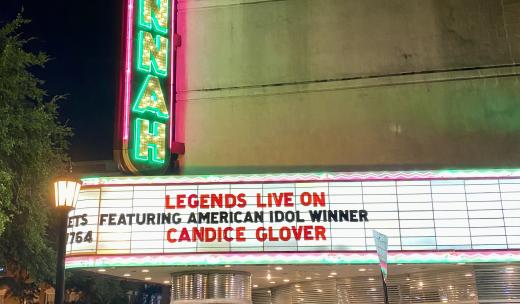 NNAH
LEGENDS LIVE ON
ETS FEATURING AMERICAN IDOL WINNER
764 CANDICE GLOVER